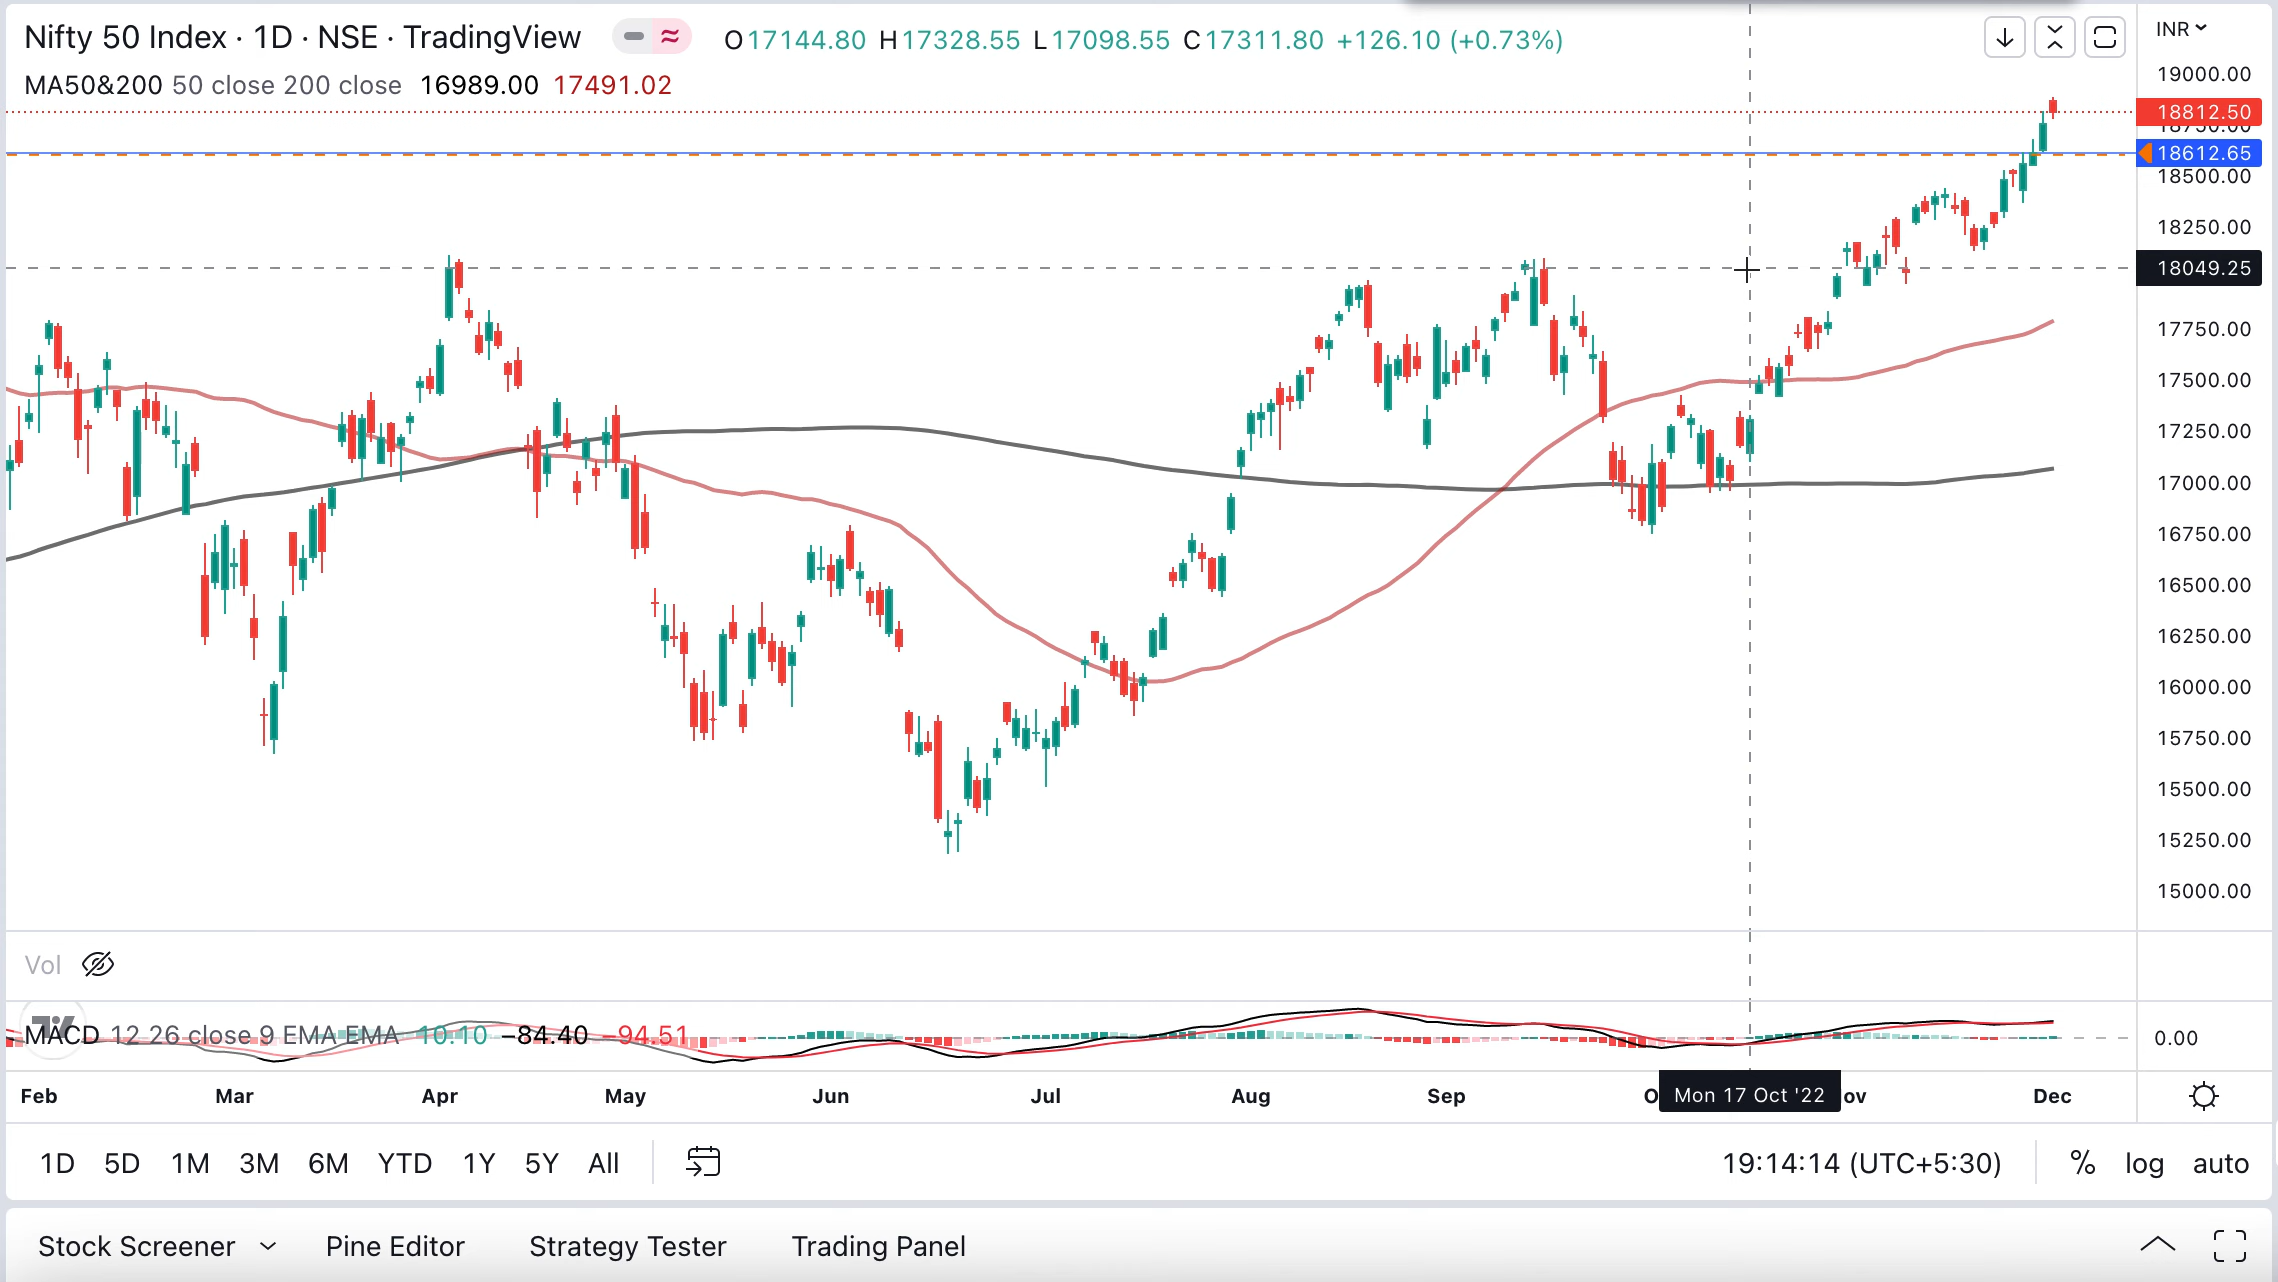 Nifty 50 Index · 1D · NSE · TradingView O17144.80 H17328.55 L17098.55 C17311.80 +126.10 (+0.73%)
INR
MA50&200 50 close 200 close 16989.00 17491.02
19000.00
18812.50
18750.00
18612.65
18500.00
18250.00
18049.25
17750.00
17500.00
17250.00
17000.00
16750.00
16500.00
16250.00
16000.00
15750.00
15500.00
15250.00
15000.00
Vol
MACD 12 26 close 9 EMA EMA 10.10 −84.40 −94.51
0.00
Feb Mar Apr May Jun Jul Aug Sep O Mon 17 Oct '22 ov Dec
1D 5D 1M 3M 6M YTD 1Y 5Y All 19:14:14 (UTC+5:30) % log auto
Stock Screener Pine Editor Strategy Tester Trading Panel